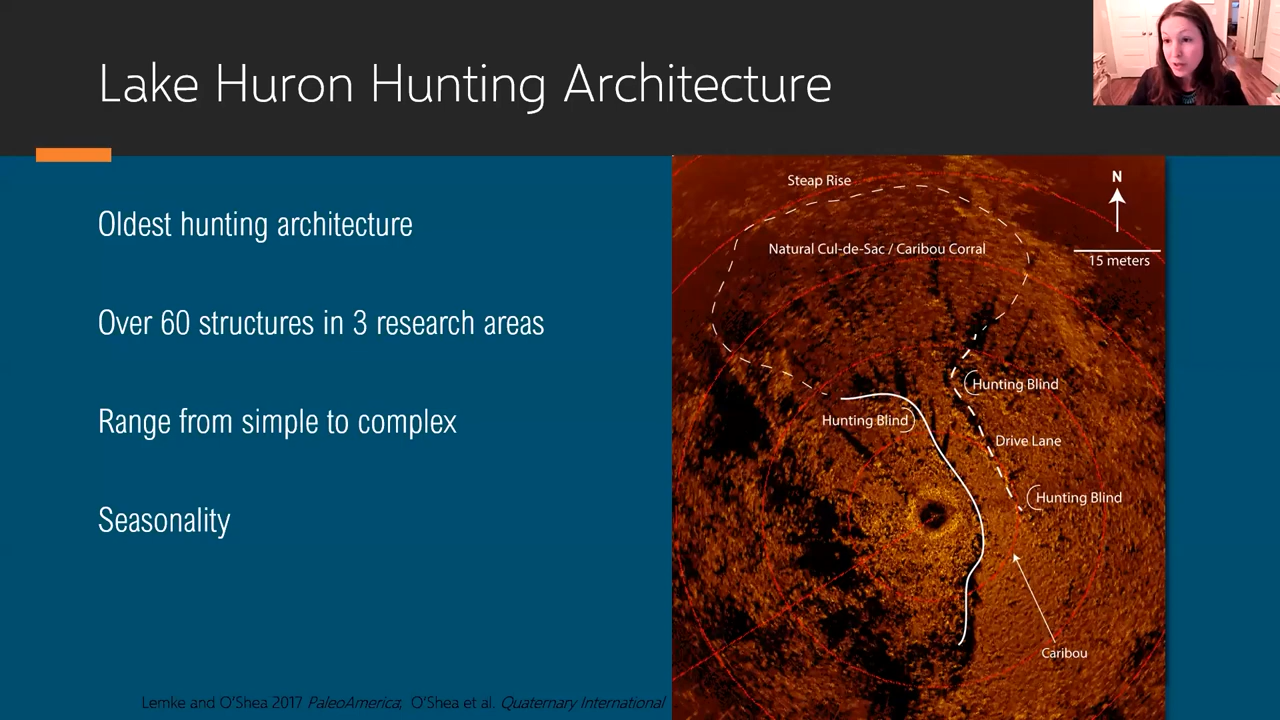 Lake Huron Hunting Architecture
Oldest hunting architecture
Over 60 structures in 3 research areas
Range from simple to complex
Seasonality
Steap Rise
N
Natural Cul-de-Sac / Caribou Corral
15 meters
Hunting Blind
Hunting Blind
Drive Lane
Hunting Blind
Caribou
Lemke and O'Shea 2017 PaleoAmerica; O'Shea et al. Quaternary International